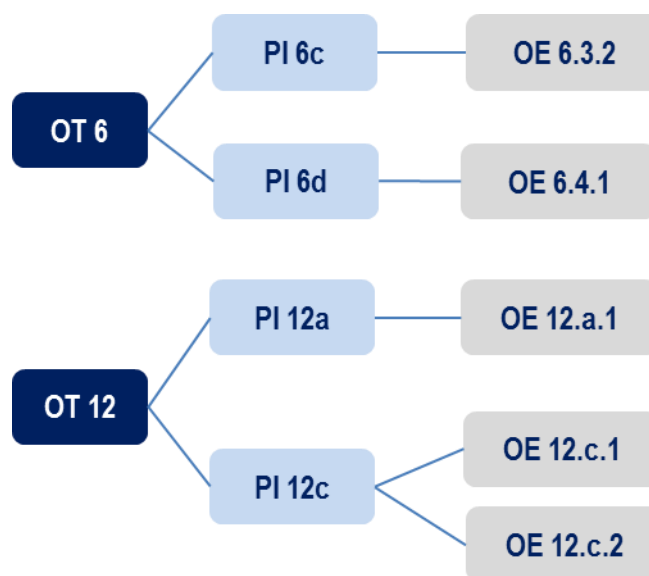 PI 6c
OE 6.3.2
OT 6
PI 6d
OE 6.4.1
PI 12a
OE 12.a.1
OT 12
OE 12.c.1
PI 12c
OE 12.c.2